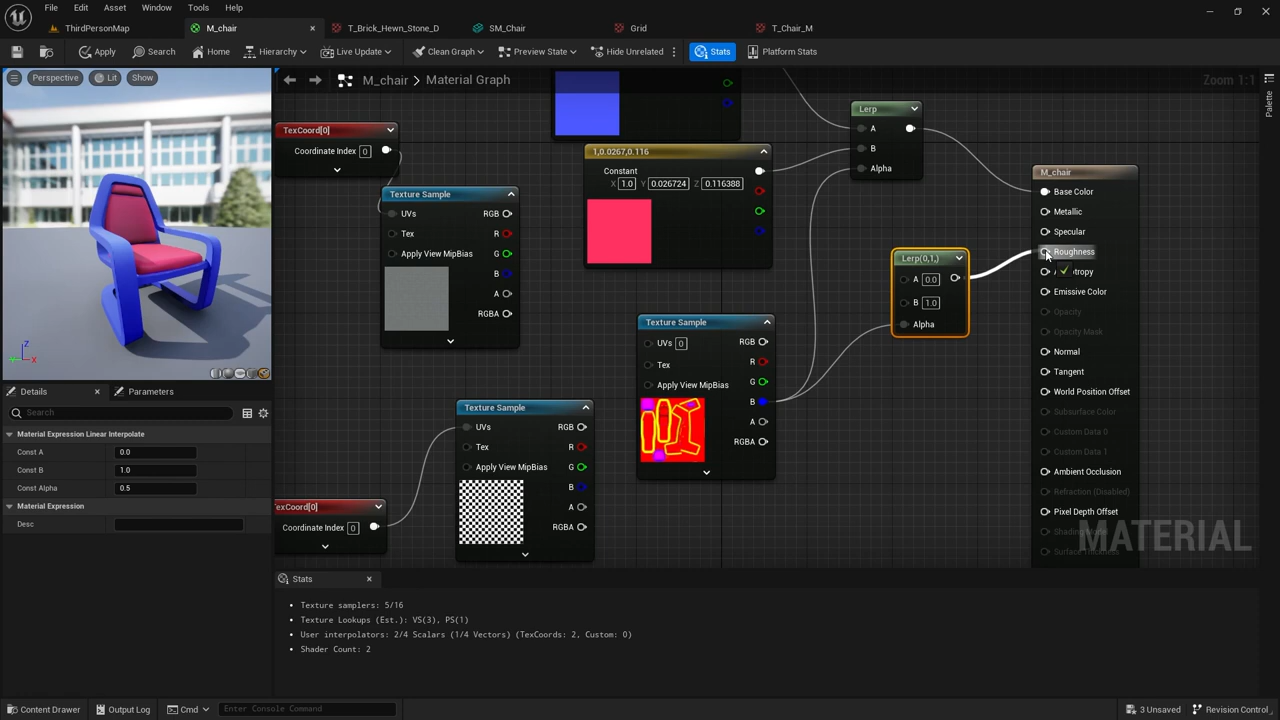 File Edit Asset Window Tools Help
ThirdPersonMap M_chair T_Brick_Hewn_Stone_D SM_Chair Grid T_Chair_M
Apply Search Home Hierarchy Live Update Clean Graph Preview State Hide Unrelated Stats Platform Stats
Perspective Lit Show
M_chair > Material Graph
Zoom 1:1
Palette
TexCoord[0]
Coordinate Index 0
Texture Sample
UVs RGB
Tex R
Apply View MipBias G
B
A
RGBA
1,0.0267,0.116
Constant
X 1.0 Y 0.026724 Z 0.116388
Lerp
A
B
Alpha
Lerp(0,1,)
A 0.0
B 1.0
Alpha
Texture Sample
UVs 0 RGB
Tex R
Apply View MipBias G
B
A
RGBA
Texture Sample
UVs RGB
Tex R
Apply View MipBias G
B
A
RGBA
exCoord[0]
Coordinate Index 0
M_chair
Base Color
Metallic
Specular
Roughness
A otropy
Emissive Color
Opacity
Opacity Mask
Normal
Tangent
World Position Offset
Subsurface Color
Custom Data 0
Custom Data 1
Ambient Occlusion
Refraction (Disabled)
Pixel Depth Offset
Shading Model
Surface Thickness
MATERIAL
Z
X
Details Parameters
Search
Material Expression Linear Interpolate
Const A 0.0
Const B 1.0
Const Alpha 0.5
Material Expression
Desc
Stats
Texture samplers: 5/16
Texture Lookups (Est.): VS(3), PS(1)
User interpolators: 2/4 Scalars (1/4 Vectors) (TexCoords: 2, Custom: 0)
Shader Count: 2
Content Drawer Output Log Cmd Enter Console Command 3 Unsaved Revision Control